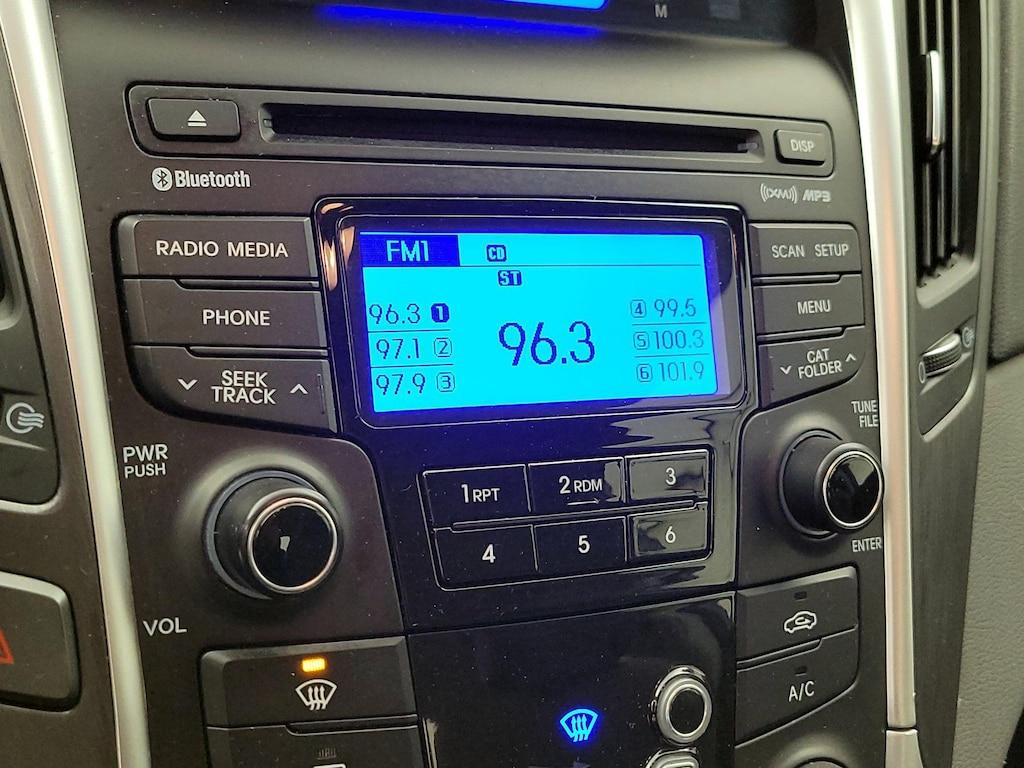 M
DISP
Bluetooth
((XM)) MP3
RADIO MEDIA
FM1 CD
SCAN SETUP
ST
PHONE
96.3 1
96.3
4 99.5
MENU
97.1 2
5 100.3
97.9 3
6 101.9
SEEK
TRACK
CAT
FOLDER
TUNE
FILE
PWR
PUSH
1 RPT
2 RDM
3
4
5
6
ENTER
VOL
A/C